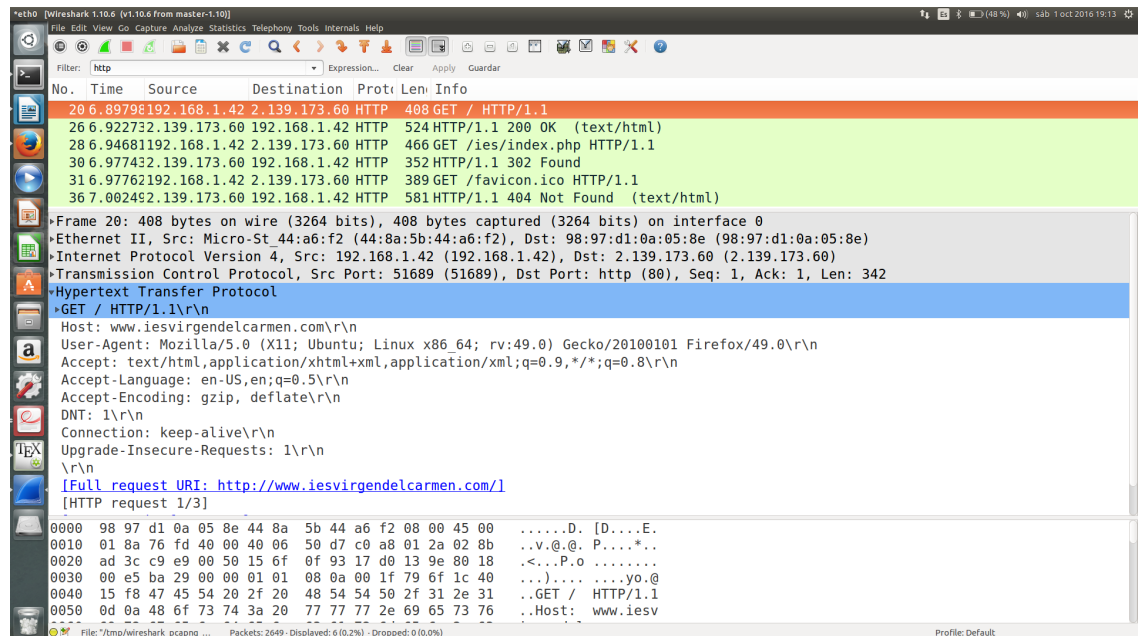 *eth0 [Wireshark 1.10.6 (v1.10.6 from master-1.10)]
Es (48 %) sáb 1 oct 2016 19:13
File Edit View Go Capture Analyze Statistics Telephony Tools Internals Help
Filter: http Expression... Clear Apply Guardar
No. Time Source Destination Proto Len Info
20 6.89798 192.168.1.42 2.139.173.60 HTTP 408 GET / HTTP/1.1
26 6.92273 2.139.173.60 192.168.1.42 HTTP 524 HTTP/1.1 200 OK (text/html)
28 6.94681 192.168.1.42 2.139.173.60 HTTP 466 GET /ies/index.php HTTP/1.1
30 6.97743 2.139.173.60 192.168.1.42 HTTP 352 HTTP/1.1 302 Found
31 6.97762 192.168.1.42 2.139.173.60 HTTP 389 GET /favicon.ico HTTP/1.1
36 7.00249 2.139.173.60 192.168.1.42 HTTP 581 HTTP/1.1 404 Not Found (text/html)
Frame 20: 408 bytes on wire (3264 bits), 408 bytes captured (3264 bits) on interface 0
Ethernet II, Src: Micro-St_44:a6:f2 (44:8a:5b:44:a6:f2), Dst: 98:97:d1:0a:05:8e (98:97:d1:0a:05:8e)
Internet Protocol Version 4, Src: 192.168.1.42 (192.168.1.42), Dst: 2.139.173.60 (2.139.173.60)
Transmission Control Protocol, Src Port: 51689 (51689), Dst Port: http (80), Seq: 1, Ack: 1, Len: 342
Hypertext Transfer Protocol
GET / HTTP/1.1\r\n
Host: www.iesvirgendelcarmen.com\r\n
User-Agent: Mozilla/5.0 (X11; Ubuntu; Linux x86_64; rv:49.0) Gecko/20100101 Firefox/49.0\r\n
Accept: text/html,application/xhtml+xml,application/xml;q=0.9,*/*;q=0.8\r\n
Accept-Language: en-US,en;q=0.5\r\n
Accept-Encoding: gzip, deflate\r\n
DNT: 1\r\n
Connection: keep-alive\r\n
Upgrade-Insecure-Requests: 1\r\n
\r\n
[Full request URI: http://www.iesvirgendelcarmen.com/]
[HTTP request 1/3]
0000 98 97 d1 0a 05 8e 44 8a 5b 44 a6 f2 08 00 45 00 ......D. [D....E.
0010 01 8a 76 fd 40 00 40 06 50 d7 c0 a8 01 2a 02 8b ..v.@.@. P....*..
0020 ad 3c c9 e9 00 50 15 6f 0f 93 17 d0 13 9e 80 18 .<...P.o ........
0030 00 e5 ba 29 00 00 01 01 08 0a 00 1f 79 6f 1c 40 ...).... ....yo.@
0040 15 f8 47 45 54 20 2f 20 48 54 54 50 2f 31 2e 31 ..GET / HTTP/1.1
0050 0d 0a 48 6f 73 74 3a 20 77 77 77 2e 69 65 73 76 ..Host: www.iesv
File: "/tmp/wireshark_pcapng_... Packets: 2649 · Displayed: 6 (0.2%) · Dropped: 0 (0.0%) Profile: Default